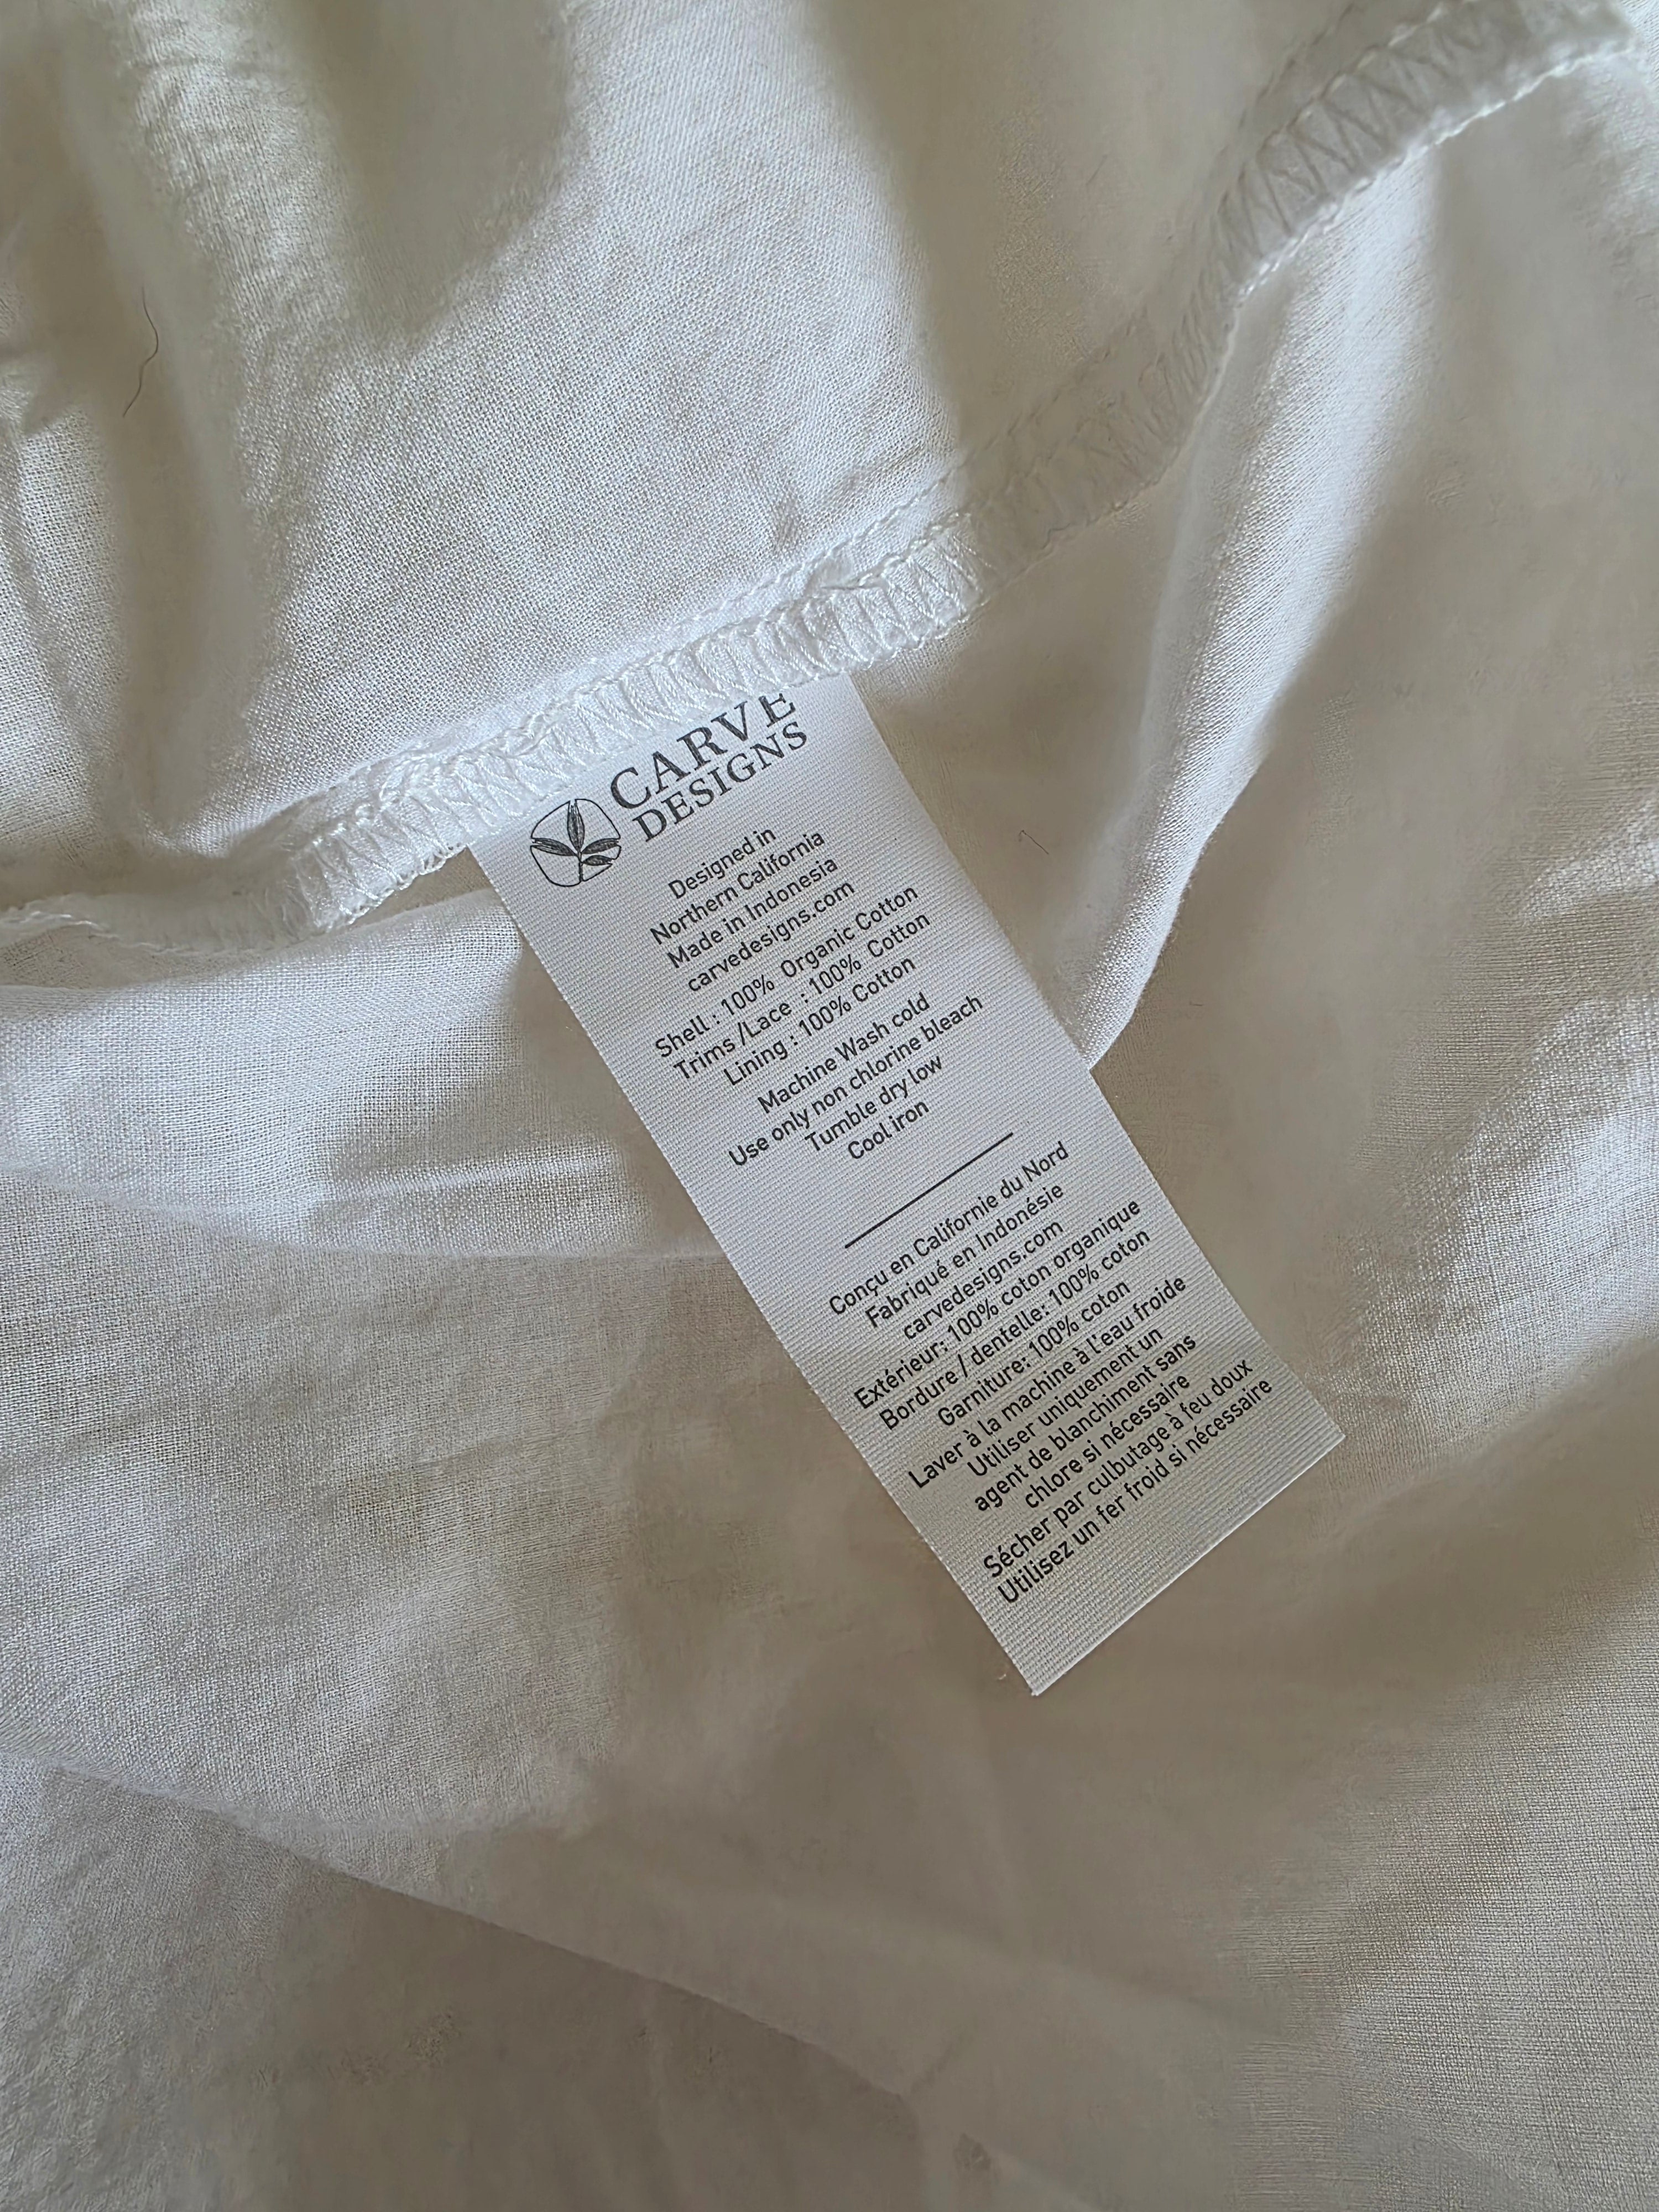 CARVE
DESIGNS
Designed in
Northern California
Made in Indonesia
carvedesigns.com
Shell : 100% Organic Cotton
Trims /Lace : 100% Cotton
Lining : 100% Cotton
Machine Wash cold
Use only non chlorine bleach
Tumble dry low
Cool iron
Conçu en Californie du Nord
Fabriqué en Indonésie
carvedesigns.com
Extérieur: 100% coton organique
Bordure / dentelle: 100% coton
Garniture: 100% coton
Laver à la machine à l'eau froide
Utiliser uniquement un
agent de blanchiment sans
chlore si nécessaire
Sécher par culbutage à feu doux
Utilisez un fer froid si nécessaire